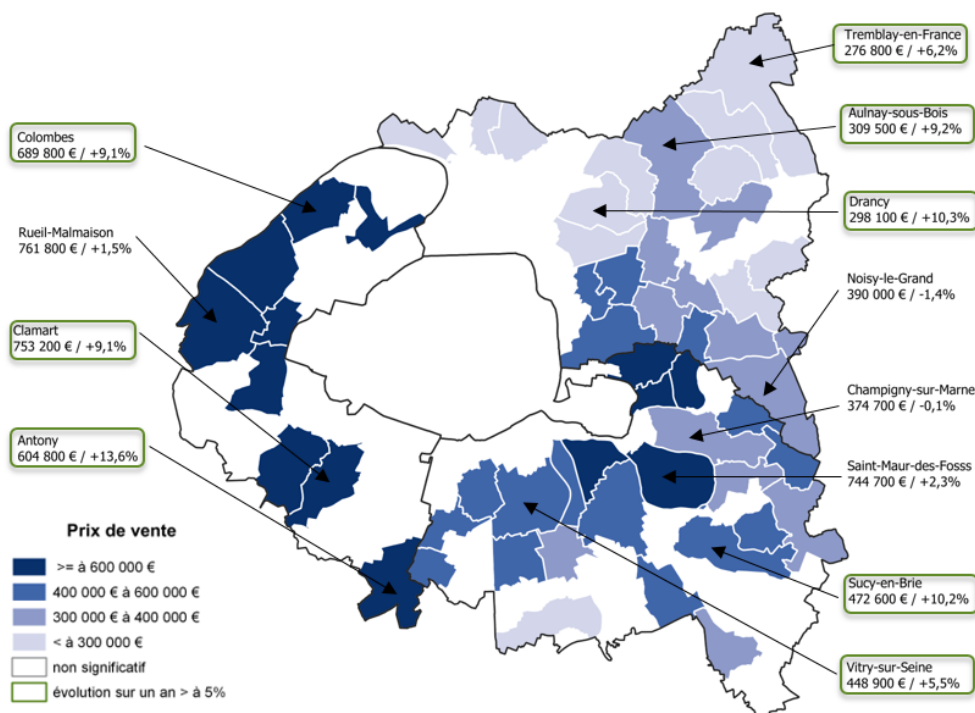 Tremblay-en-France
276 800 € / +6,2%
Aulnay-sous-Bois
309 500 € / +9,2%
Colombes
689 800 € / +9,1%
Drancy
298 100 € / +10,3%
Rueil-Malmaison
761 800 € / +1,5%
Noisy-le-Grand
390 000 € / -1,4%
Clamart
753 200 € / +9,1%
Champigny-sur-Marne
374 700 € / -0,1%
Antony
604 800 € / +13,6%
Saint-Maur-des-Fosss
744 700 € / +2,3%
Sucy-en-Brie
472 600 € / +10,2%
Vitry-sur-Seine
448 900 € / +5,5%
Prix de vente
>= à 600 000 €
400 000 € à 600 000 €
300 000 € à 400 000 €
< à 300 000 €
non significatif
évolution sur un an > à 5%